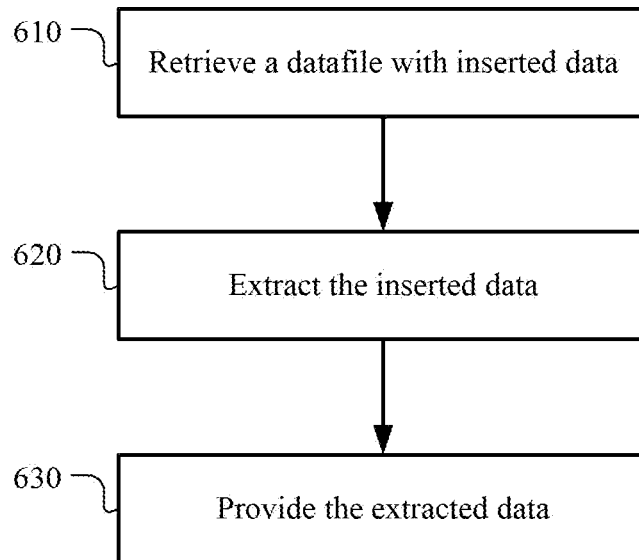 610
Retrieve a datafile with inserted data
620
Extract the inserted data
630
Provide the extracted data